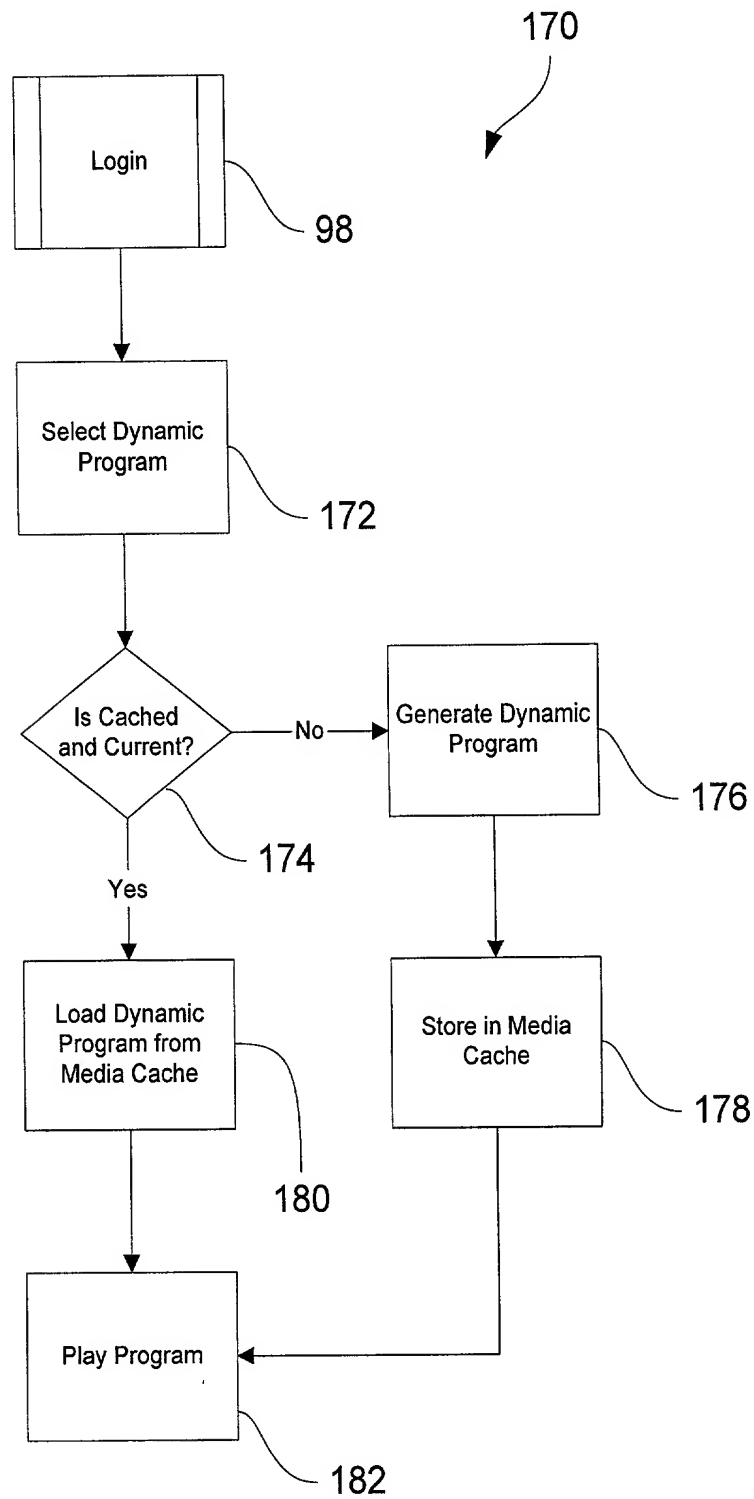 170
Login
98
Select Dynamic
Program
172
Is Cached
and Current?
No
Generate Dynamic
Program
176
174
Yes
Load Dynamic
Program from
Media Cache
Store in Media
Cache
178
180
Play Program
182